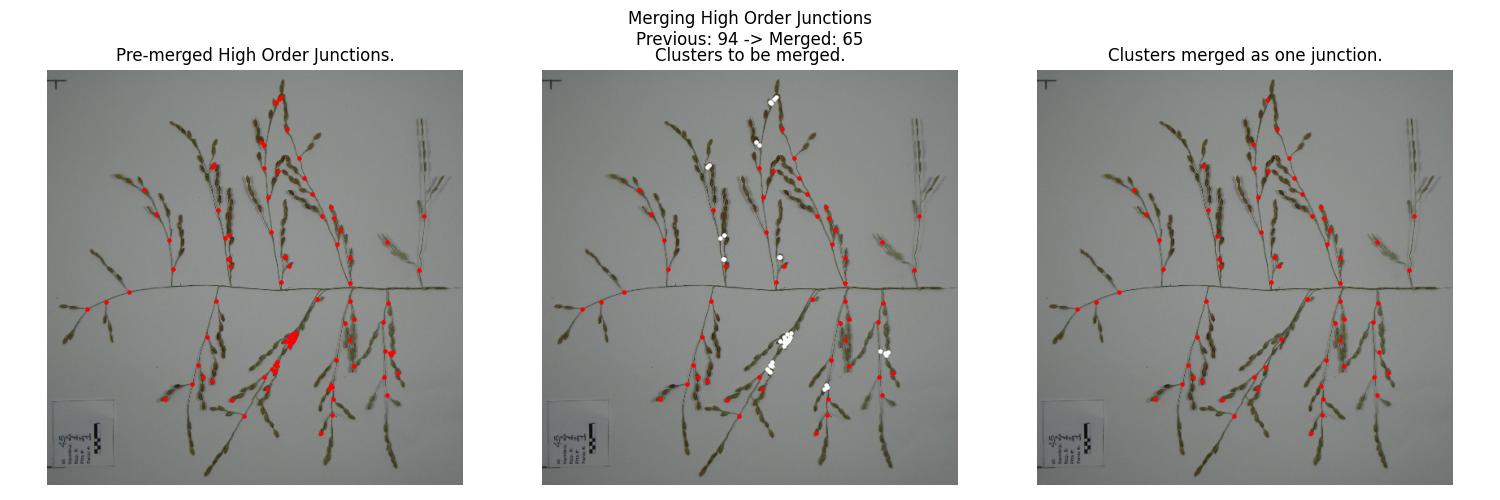 Merging High Order Junctions
Previous: 94 -> Merged: 65
Pre-merged High Order Junctions.
Clusters to be merged.
Clusters merged as one junction.